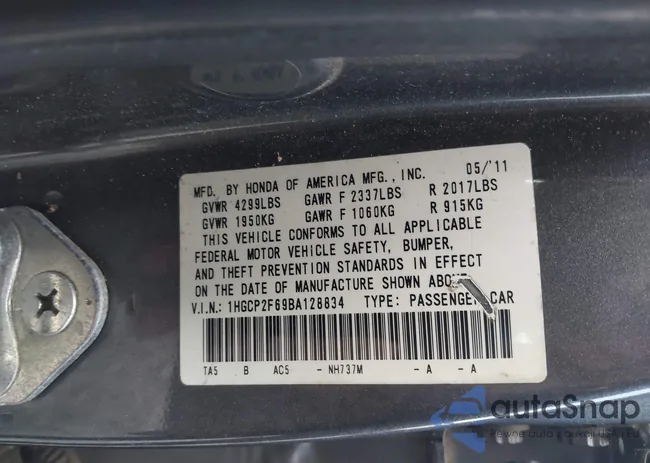 MFD. BY HONDA OF AMERICA MFG., INC. 05/'11
GVWR 4299LBS GAWR F 2337LBS R 2017LBS
GVWR 1950KG GAWR F 1060KG R 915KG
THIS VEHICLE CONFORMS TO ALL APPLICABLE
FEDERAL MOTOR VEHICLE SAFETY, BUMPER,
AND THEFT PREVENTION STANDARDS IN EFFECT
ON THE DATE OF MANUFACTURE SHOWN
V.I.N.: 1HGCP2F69BA128834 TYPE: PASSENGER CAR
TA5 B AC5 - NH737M - A - A
autaSnap